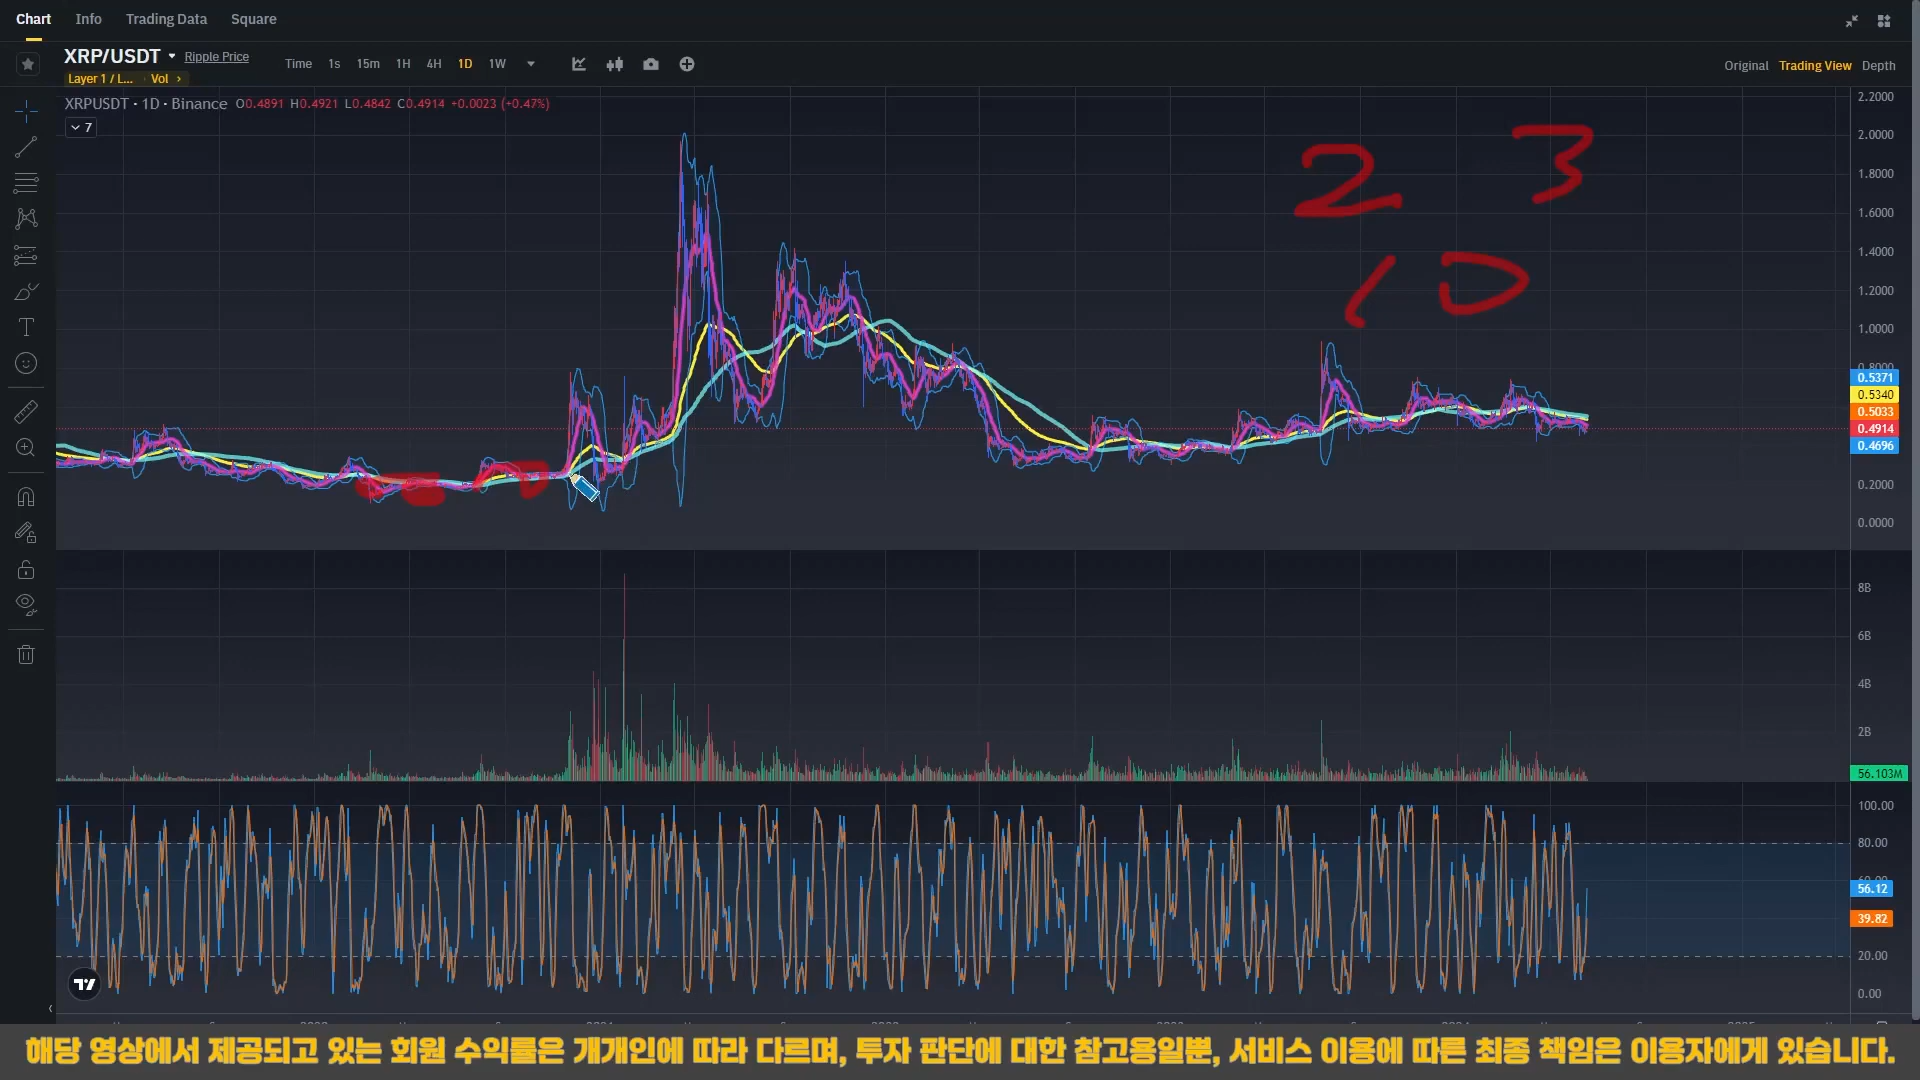 Chart Info Trading Data Square
XRP/USDT Ripple Price
Layer 1 / L... Vol
Time 1s 15m 1H 4H 1D 1W
Original Trading View Depth
XRPUSDT · 1D · Binance O0.4891 H0.4921 L0.4842 C0.4914 +0.0023 (+0.47%)
7
2 3
10
2.2000
2.0000
1.8000
1.6000
1.4000
1.2000
1.0000
0.8000
0.5371
0.5340
0.5033
0.4914
0.4696
0.2000
0.0000
8B
6B
4B
2B
56.103M
100.00
80.00
60.00
56.12
39.82
20.00
0.00
해당 영상에서 제공되고 있는 회원 수익률은 개개인에 따라 다르며, 투자 판단에 대한 참고용일뿐, 서비스 이용에 따른 최종 책임은 이용자에게 있습니다.